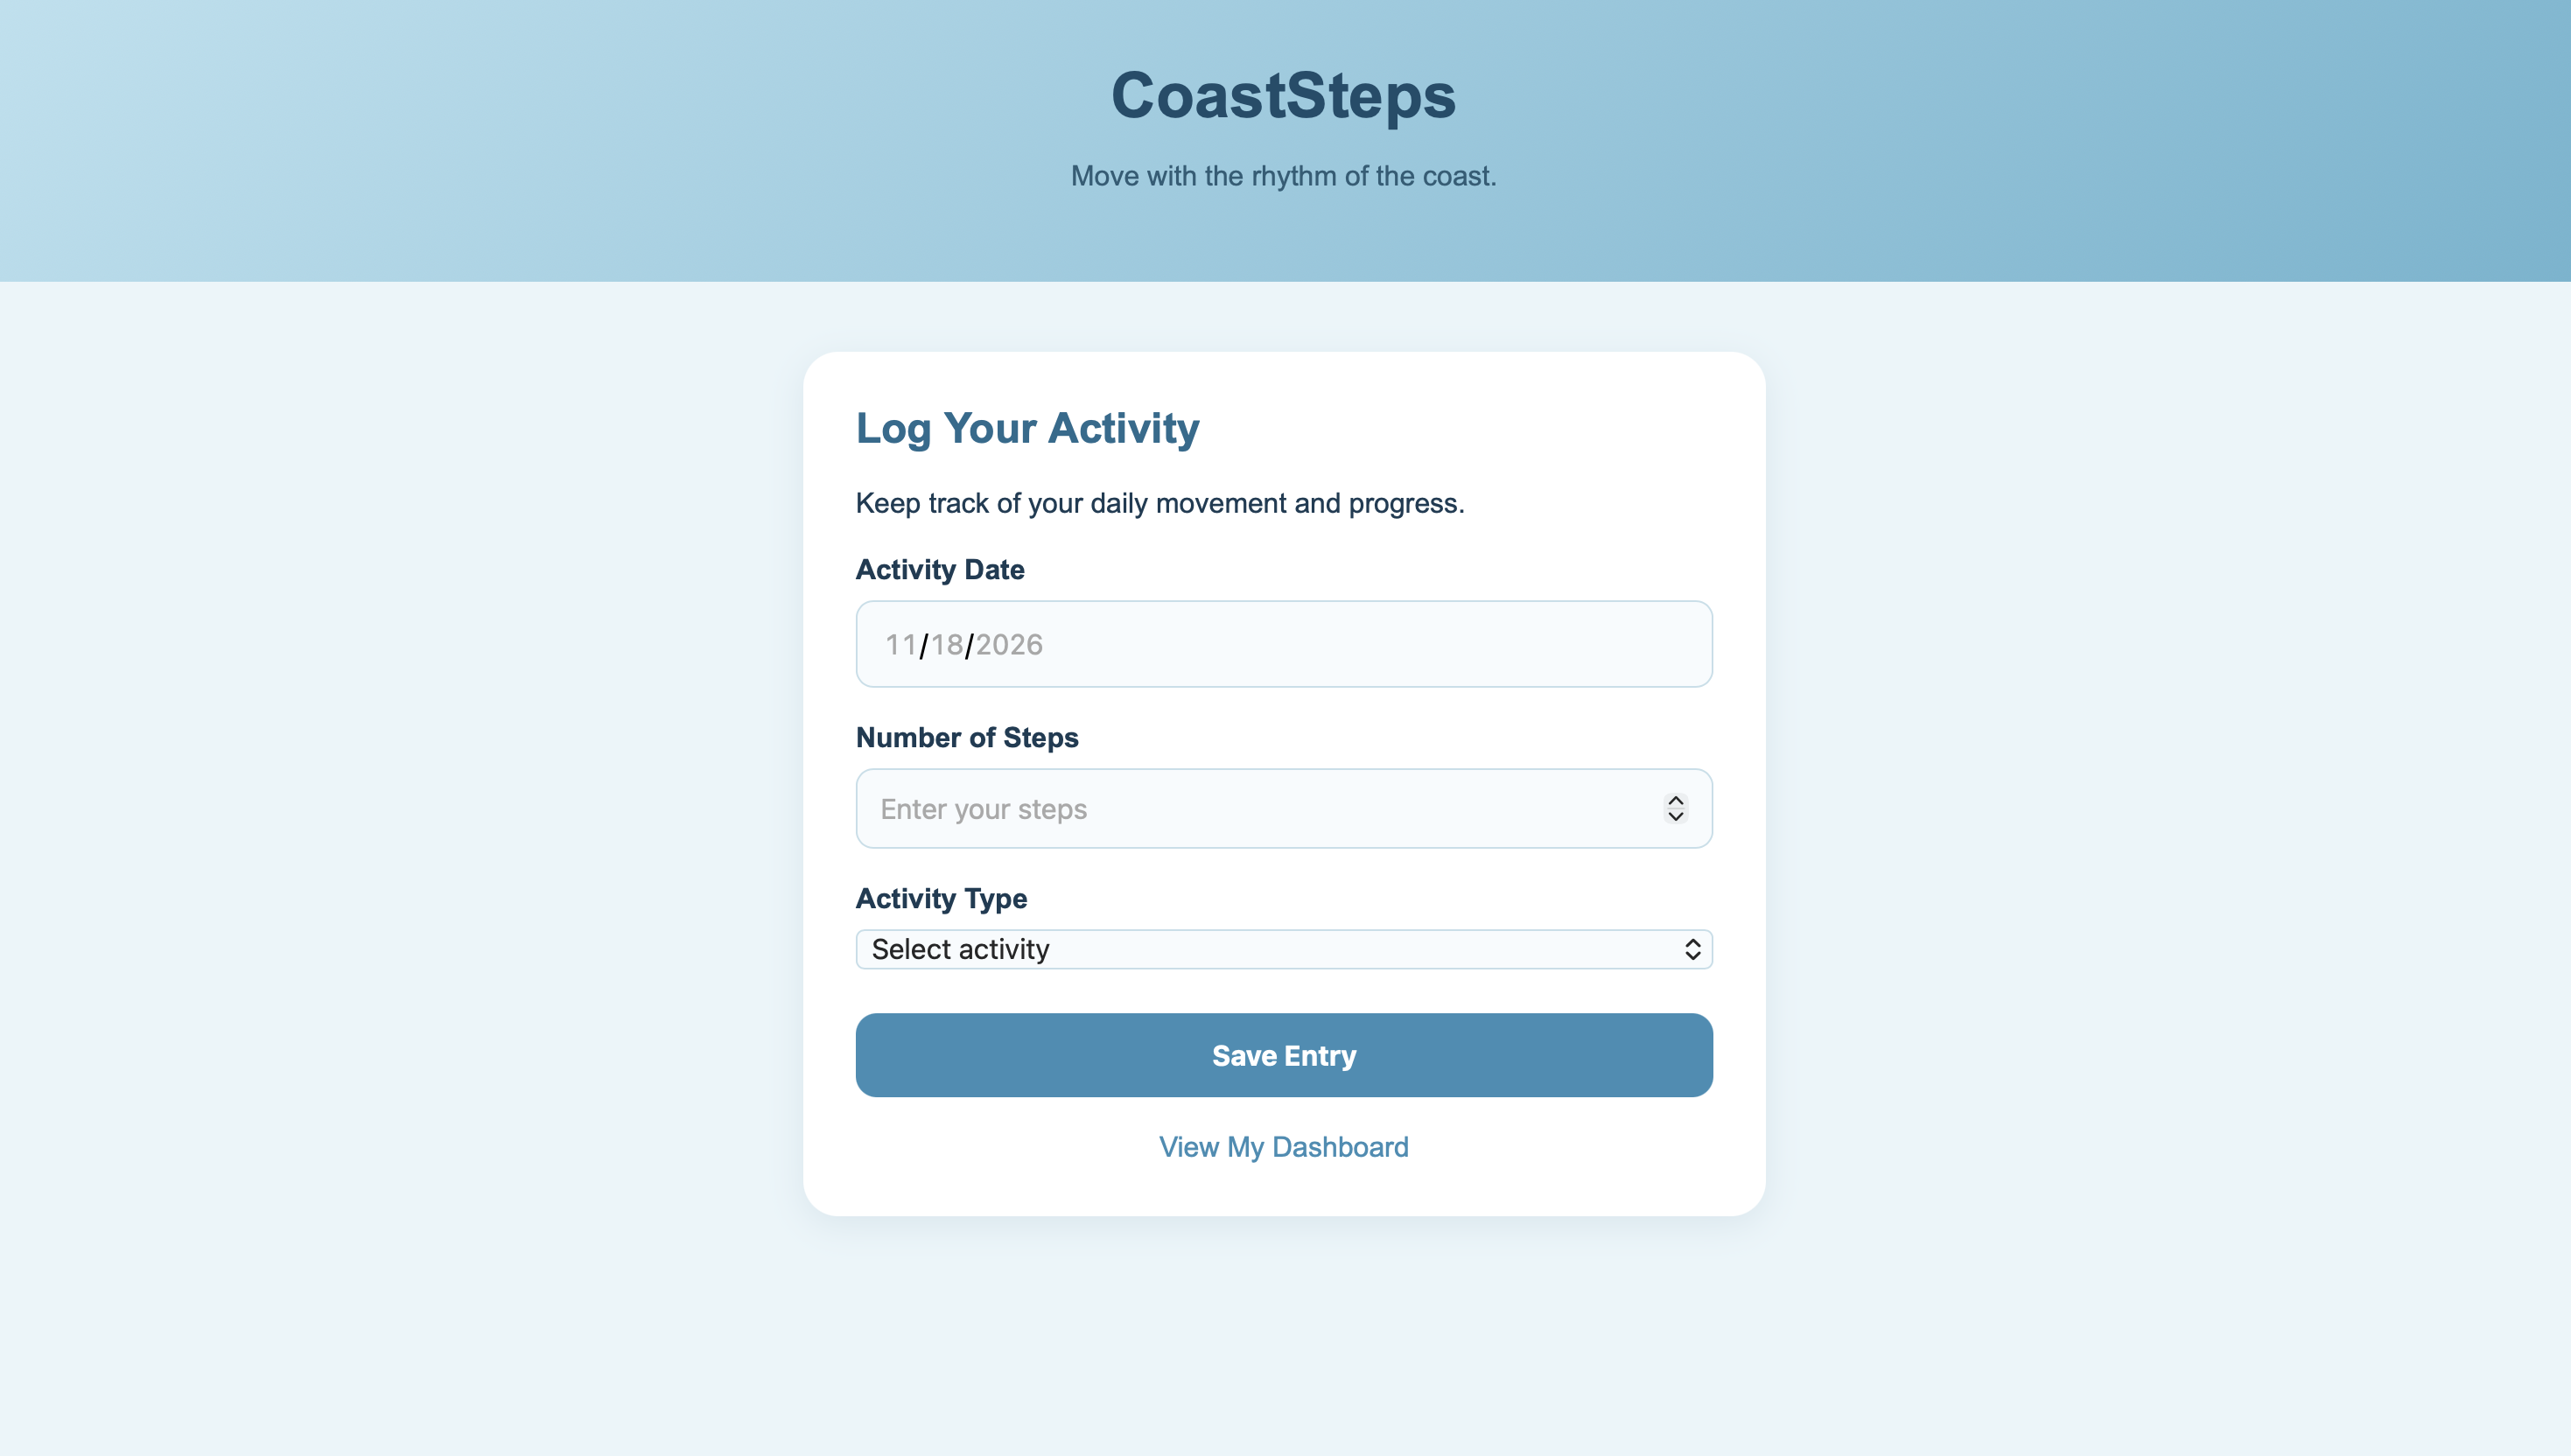 CoastSteps
Move with the rhythm of the coast.
Log Your Activity
Keep track of your daily movement and progress.
Activity Date
11/18/2026
Number of Steps
Enter your steps
Activity Type
Select activity
Save Entry
View My Dashboard